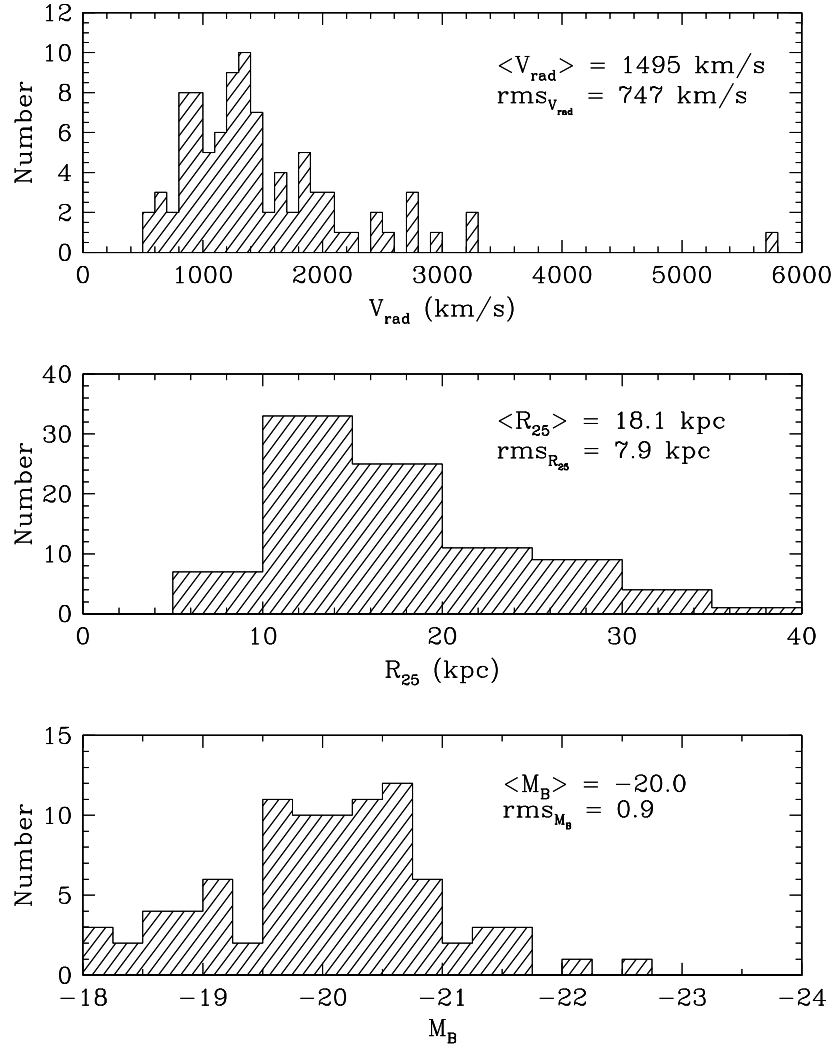 12
10
8
6
4
2
0
Number
<V_rad> = 1495 km/s
rms_V_rad = 747 km/s
0 1000 2000 3000 4000 5000 6000
V_rad (km/s)
40
30
20
10
0
Number
<R_25> = 18.1 kpc
rms_R_25 = 7.9 kpc
0 10 20 30 40
R_25 (kpc)
15
10
5
0
Number
<M_B> = −20.0
rms_M_B = 0.9
−18 −19 −20 −21 −22 −23 −24
M_B